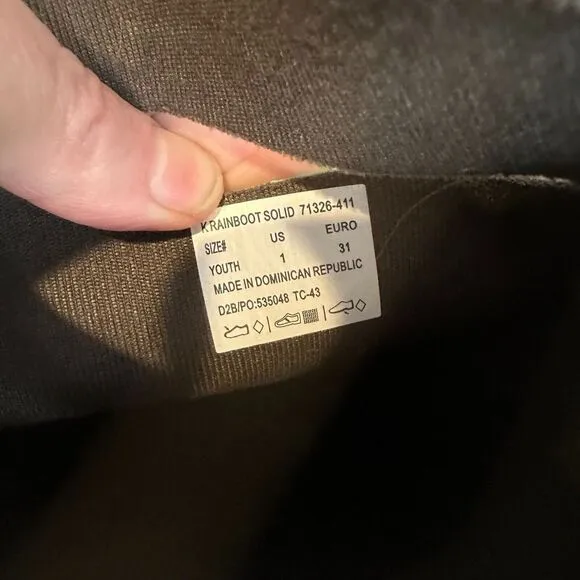 K RAINBOOT SOLID 71326-411
SIZE# US EURO
YOUTH 1 31
MADE IN DOMINICAN REPUBLIC
D2B/PO:535048 TC-43